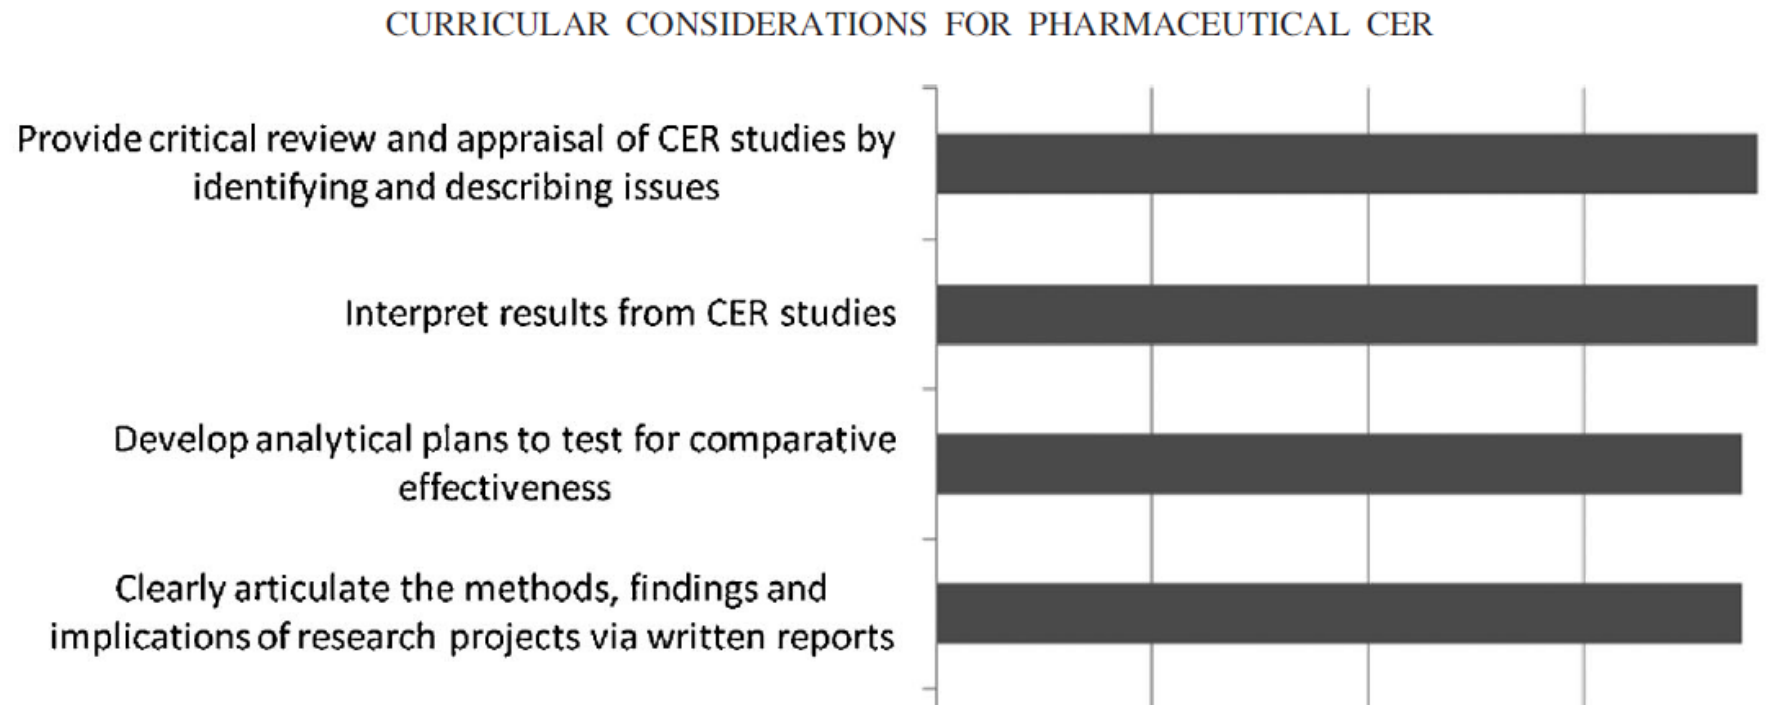 CURRICULAR CONSIDERATIONS FOR PHARMACEUTICAL CER
Provide critical review and appraisal of CER studies by
identifying and describing issues
Interpret results from CER studies
Develop analytical plans to test for comparative
effectiveness
Clearly articulate the methods, findings and
implications of research projects via written reports